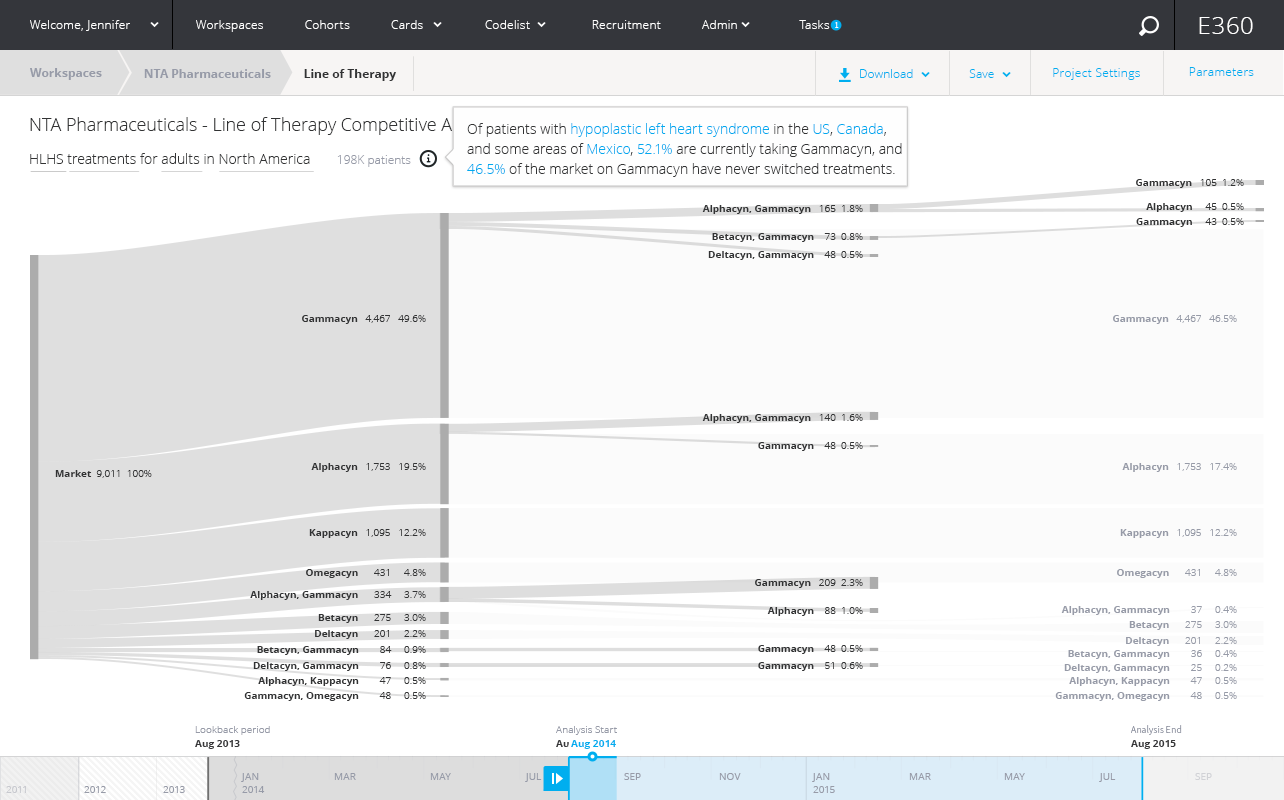 Welcome, Jennifer Workspaces Cohorts Cards Codelist Recruitment Admin Tasks 1 E360
Workspaces NTA Pharmaceuticals Line of Therapy Download Save Project Settings Parameters
NTA Pharmaceuticals - Line of Therapy Competitive A
HLHS treatments for adults in North America 198K patients
Of patients with hypoplastic left heart syndrome in the US, Canada,
and some areas of Mexico, 52.1% are currently taking Gammacyn, and
46.5% of the market on Gammacyn have never switched treatments.
Market 9,011 100%
Gammacyn 4,467 49.6%
Alphacyn 1,753 19.5%
Kappacyn 1,095 12.2%
Omegacyn 431 4.8%
Alphacyn, Gammacyn 334 3.7%
Betacyn 275 3.0%
Deltacyn 201 2.2%
Betacyn, Gammacyn 84 0.9%
Deltacyn, Gammacyn 76 0.8%
Alphacyn, Kappacyn 47 0.5%
Gammacyn, Omegacyn 48 0.5%
Alphacyn, Gammacyn 165 1.8%
Betacyn, Gammacyn 73 0.8%
Deltacyn, Gammacyn 48 0.5%
Alphacyn, Gammacyn 140 1.6%
Gammacyn 48 0.5%
Gammacyn 209 2.3%
Alphacyn 88 1.0%
Gammacyn 48 0.5%
Gammacyn 51 0.6%
Gammacyn 105 1.2%
Alphacyn 45 0.5%
Gammacyn 43 0.5%
Gammacyn 4,467 46.5%
Alphacyn 1,753 17.4%
Kappacyn 1,095 12.2%
Omegacyn 431 4.8%
Alphacyn, Gammacyn 37 0.4%
Betacyn 275 3.0%
Deltacyn 201 2.2%
Betacyn, Gammacyn 36 0.4%
Deltacyn, Gammacyn 25 0.2%
Alphacyn, Kappacyn 47 0.5%
Gammacyn, Omegacyn 48 0.5%
Lookback period
Aug 2013
Analysis Start
Au Aug 2014
Analysis End
Aug 2015
JAN MAR MAY JUL SEP NOV JAN MAR MAY JUL SEP
2011 2012 2013 2014 2015